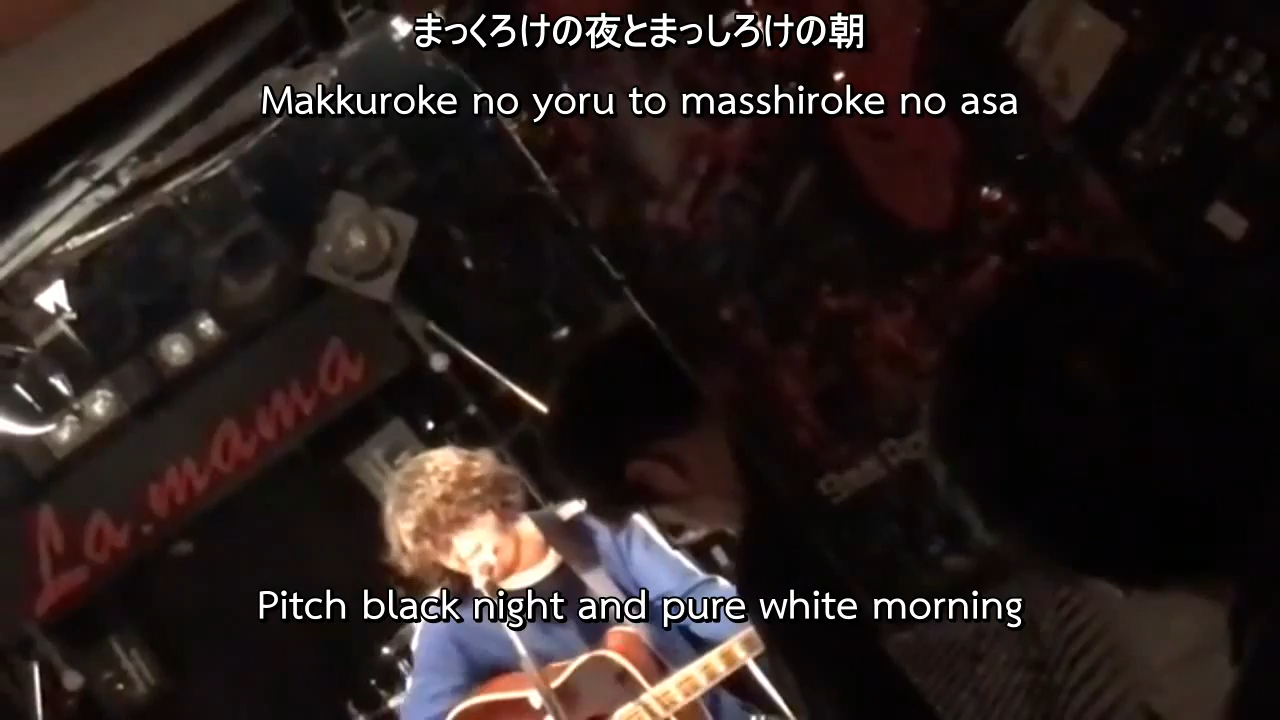 まっくろけの夜とまっしろけの朝
Makkuroke no yoru to masshiroke no asa
La.mama
Pitch black night and pure white morning